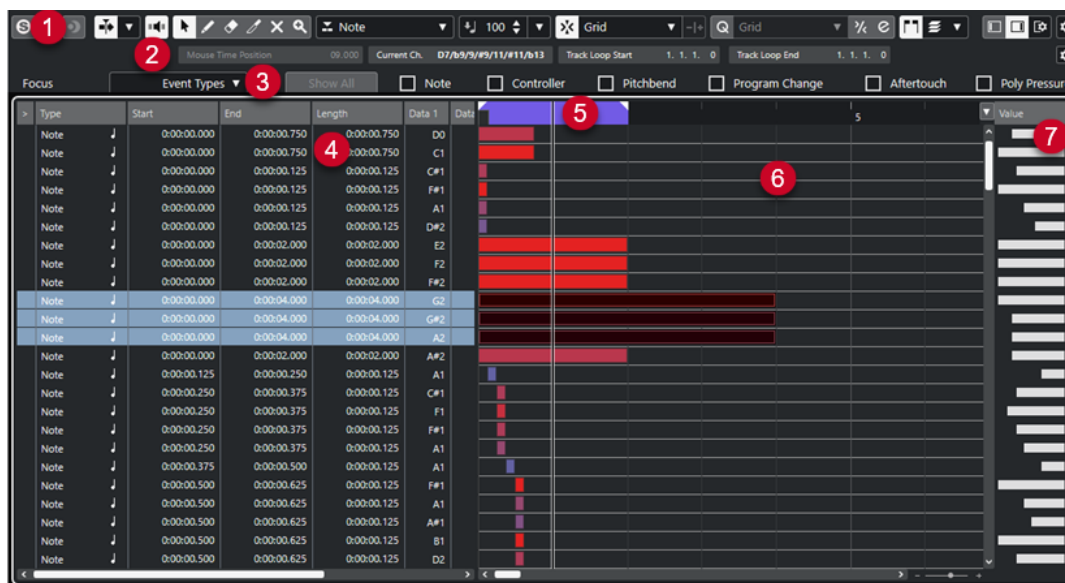 1 Note 100 Grid Q Grid
2 Mouse Time Position 09.000 Current Ch. D7/b9/9/#9/11/#11/b13 Track Loop Start 1. 1. 1. 0 Track Loop End 1. 1. 1. 0
Focus Event Types 3 Show All Note Controller Pitchbend Program Change Aftertouch Poly Pressur
> Type Start End Length Data 1 Data 5 5 Value
Note 0:00:00.000 0:00:00.750 0:00:00.750 D0 7
Note 0:00:00.000 0:00:00.750 4 0:00:00.750 C1
Note 0:00:00.000 0:00:00.125 0:00:00.125 C#1 6
Note 0:00:00.000 0:00:00.125 0:00:00.125 F#1
Note 0:00:00.000 0:00:00.125 0:00:00.125 A1
Note 0:00:00.000 0:00:00.125 0:00:00.125 D#2
Note 0:00:00.000 0:00:02.000 0:00:02.000 E2
Note 0:00:00.000 0:00:02.000 0:00:02.000 F2
Note 0:00:00.000 0:00:02.000 0:00:02.000 F#2
Note 0:00:00.000 0:00:04.000 0:00:04.000 G2
Note 0:00:00.000 0:00:04.000 0:00:04.000 G#2
Note 0:00:00.000 0:00:04.000 0:00:04.000 A2
Note 0:00:00.000 0:00:02.000 0:00:02.000 A#2
Note 0:00:00.125 0:00:00.250 0:00:00.125 A1
Note 0:00:00.250 0:00:00.375 0:00:00.125 C#1
Note 0:00:00.250 0:00:00.375 0:00:00.125 F1
Note 0:00:00.250 0:00:00.375 0:00:00.125 F#1
Note 0:00:00.250 0:00:00.375 0:00:00.125 A1
Note 0:00:00.375 0:00:00.500 0:00:00.125 A1
Note 0:00:00.500 0:00:00.625 0:00:00.125 F#1
Note 0:00:00.500 0:00:00.625 0:00:00.125 A1
Note 0:00:00.500 0:00:00.625 0:00:00.125 A#1
Note 0:00:00.500 0:00:00.625 0:00:00.125 B1
Note 0:00:00.500 0:00:00.625 0:00:00.125 D2